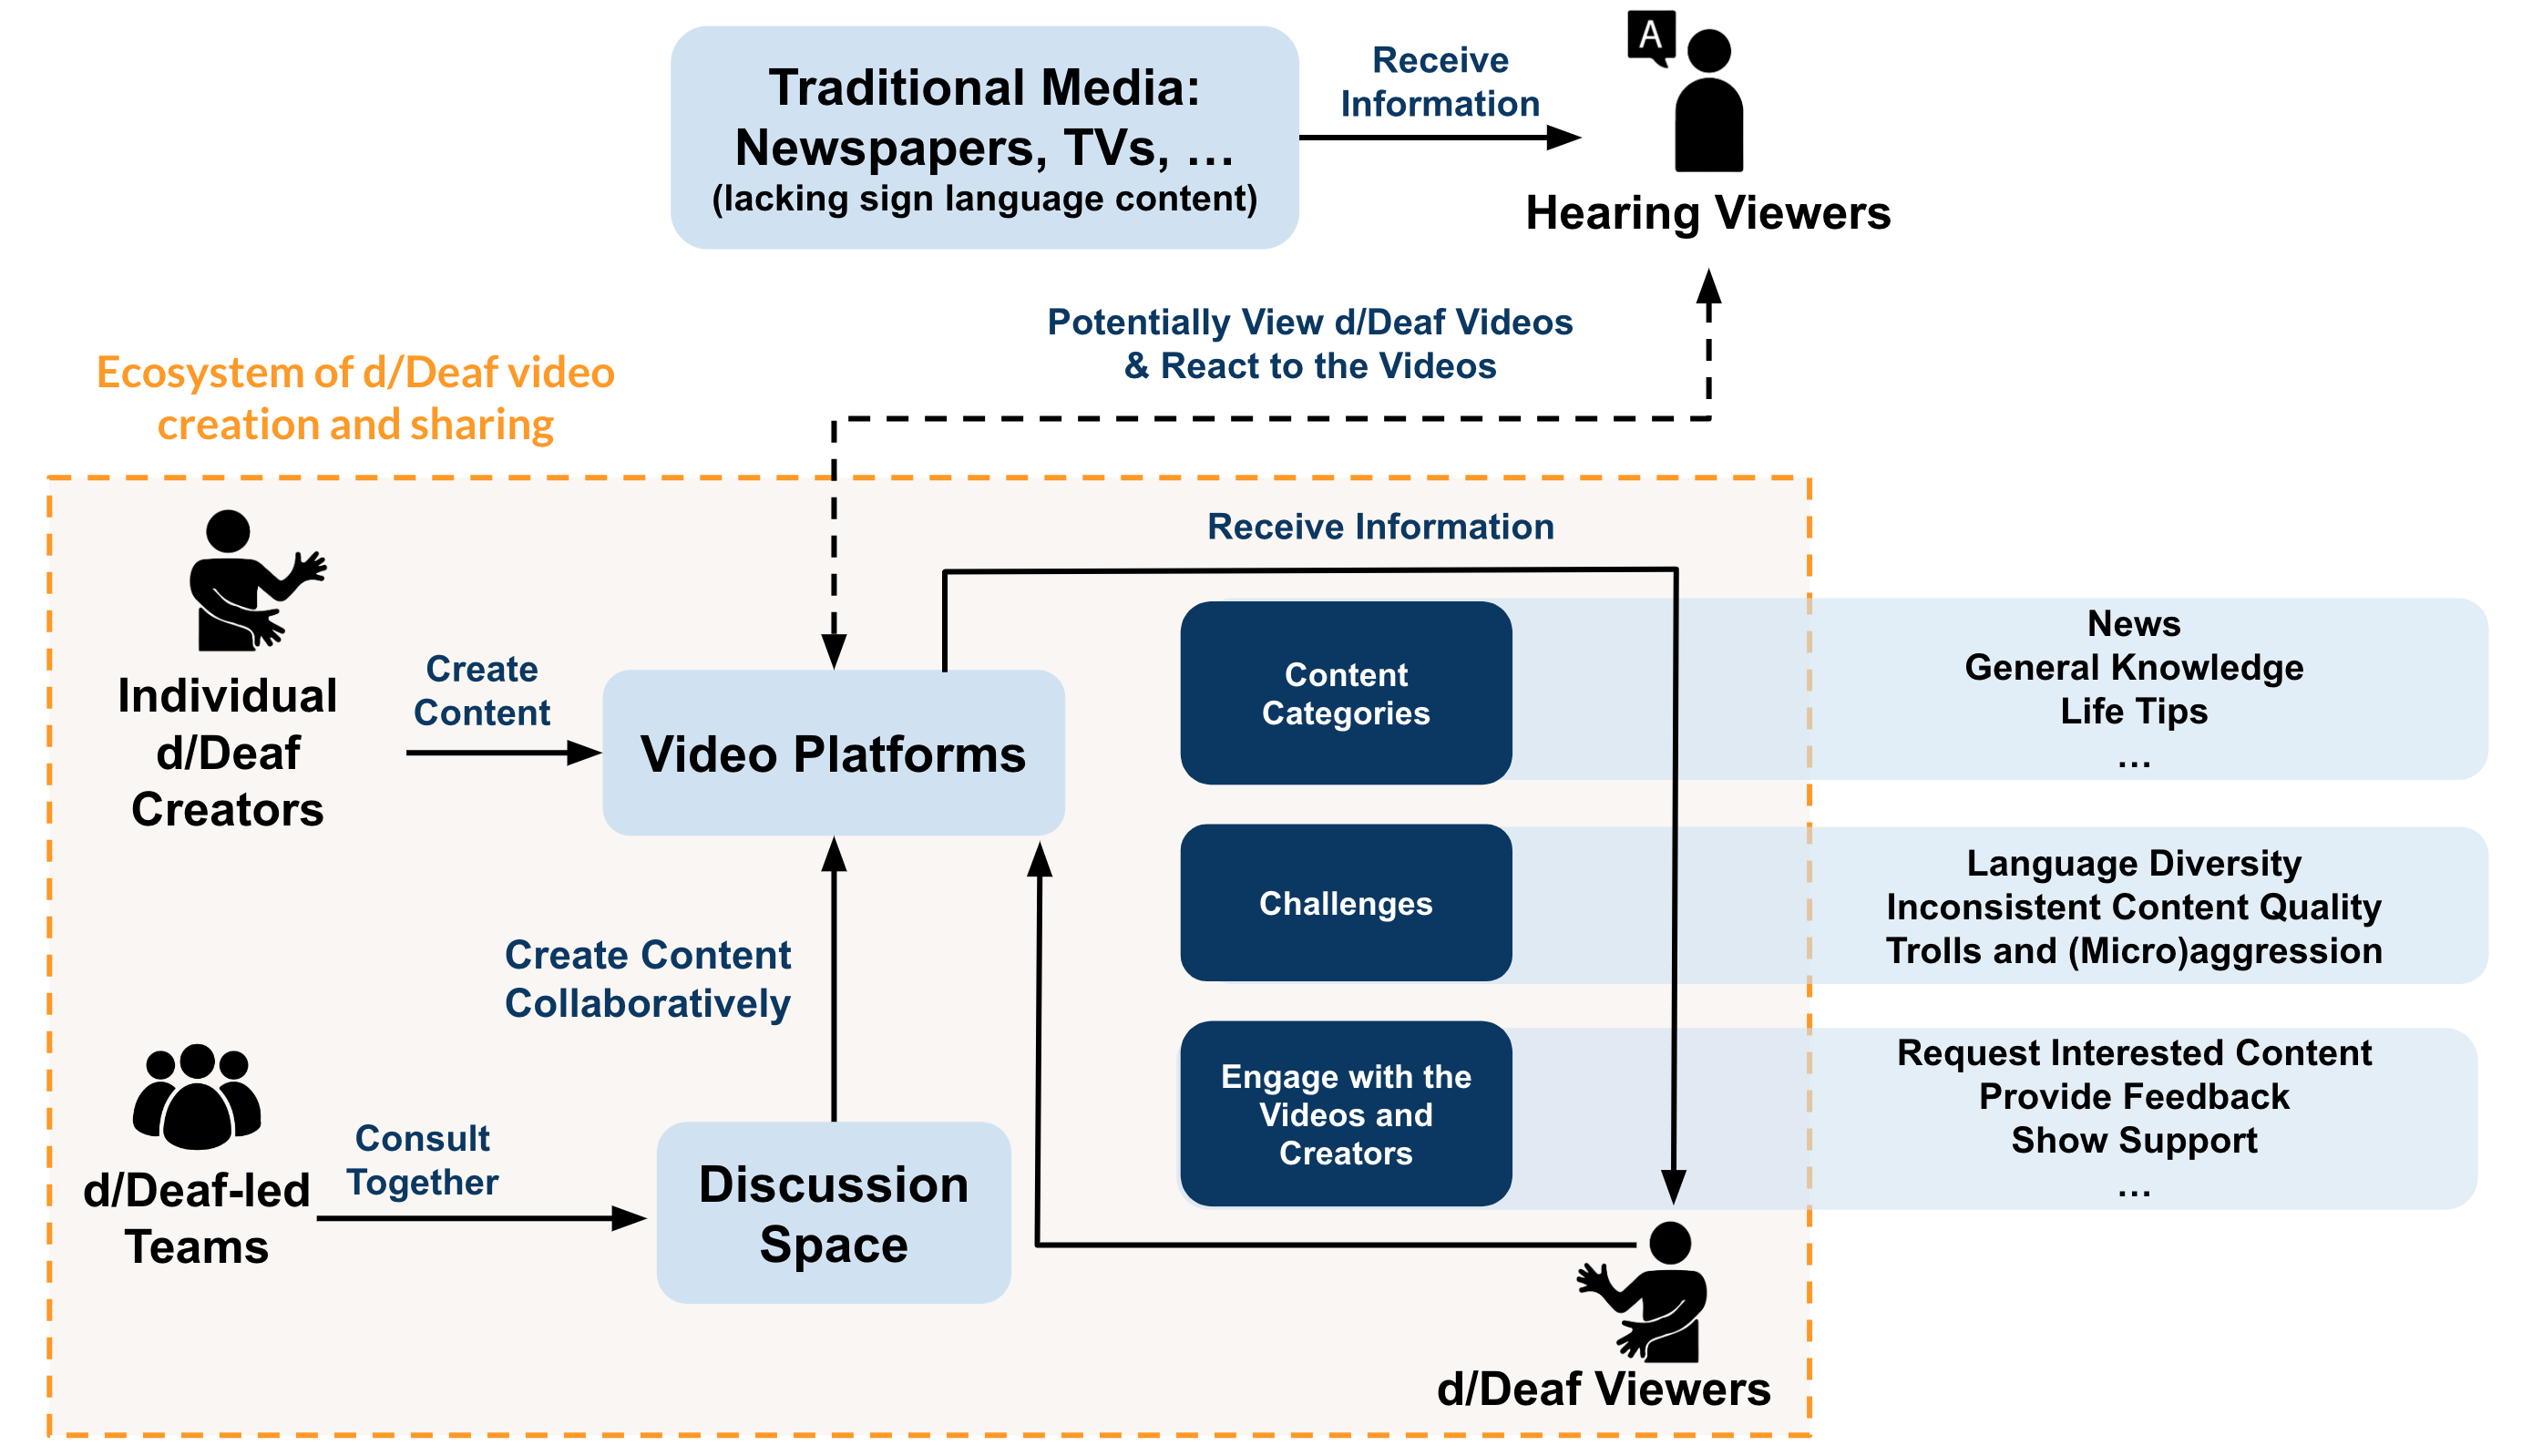 Traditional Media:
Newspapers, TVs, …
(lacking sign language content)
Receive
Information
A
Hearing Viewers
Potentially View d/Deaf Videos
& React to the Videos
Ecosystem of d/Deaf video
creation and sharing
Individual
d/Deaf
Creators
Create
Content
Video Platforms
Receive Information
Content
Categories
News
General Knowledge
Life Tips
…
Challenges
Language Diversity
Inconsistent Content Quality
Trolls and (Micro)aggression
Create Content
Collaboratively
Engage with the
Videos and
Creators
Request Interested Content
Provide Feedback
Show Support
…
d/Deaf-led
Teams
Consult
Together
Discussion
Space
d/Deaf Viewers